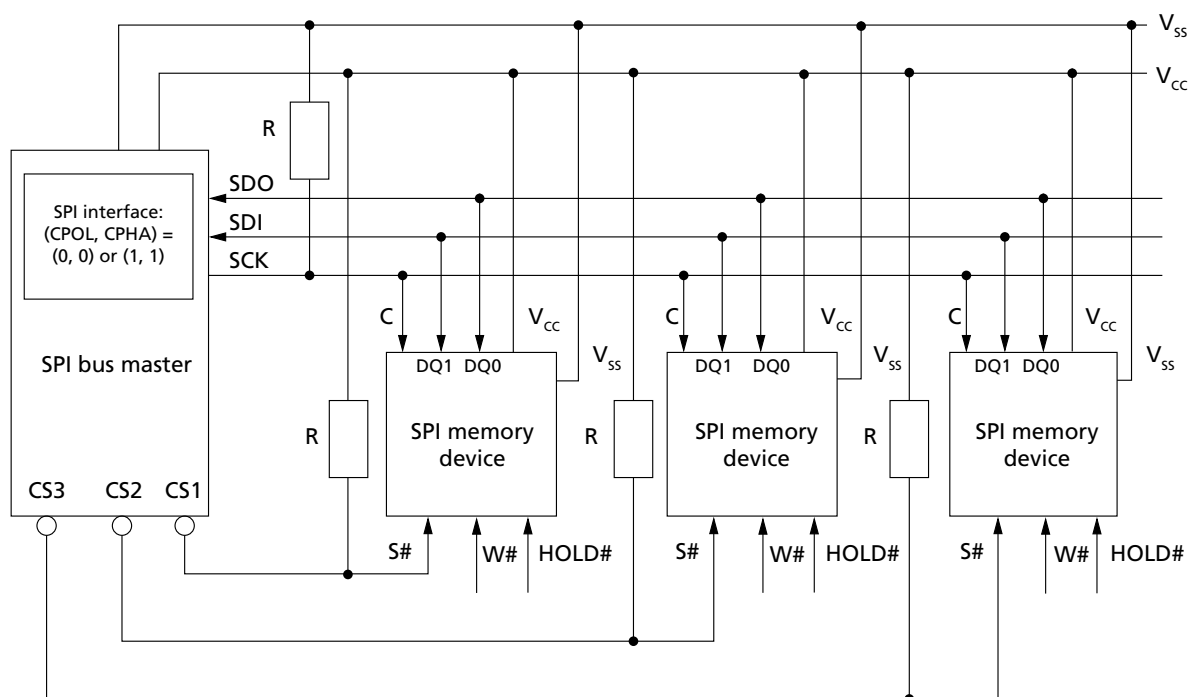 V_SS
V_CC
R
SDO
SDI
SCK
SPI interface:
(CPOL, CPHA) =
(0, 0) or (1, 1)
SPI bus master
CS3 CS2 CS1
C
V_CC
V_SS
DQ1 DQ0
SPI memory
device
R
S#
W#
HOLD#
C
V_CC
V_SS
DQ1 DQ0
SPI memory
device
R
S#
W#
HOLD#
C
V_CC
V_SS
DQ1 DQ0
SPI memory
device
R
S#
W#
HOLD#